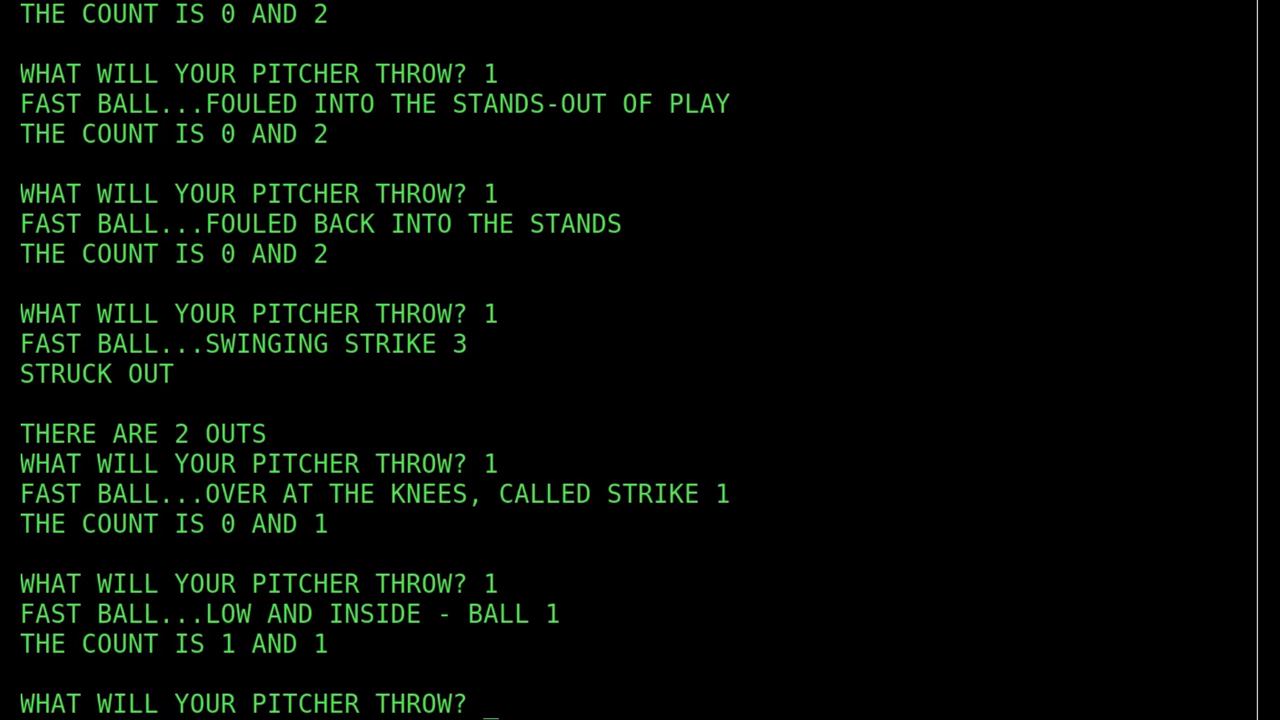 THE COUNT IS 0 AND 2
WHAT WILL YOUR PITCHER THROW? 1
FAST BALL...FOULED INTO THE STANDS-OUT OF PLAY
THE COUNT IS 0 AND 2
WHAT WILL YOUR PITCHER THROW? 1
FAST BALL...FOULED BACK INTO THE STANDS
THE COUNT IS 0 AND 2
WHAT WILL YOUR PITCHER THROW? 1
FAST BALL...SWINGING STRIKE 3
STRUCK OUT
THERE ARE 2 OUTS
WHAT WILL YOUR PITCHER THROW? 1
FAST BALL...OVER AT THE KNEES, CALLED STRIKE 1
THE COUNT IS 0 AND 1
WHAT WILL YOUR PITCHER THROW? 1
FAST BALL...LOW AND INSIDE - BALL 1
THE COUNT IS 1 AND 1
WHAT WILL YOUR PITCHER THROW? _